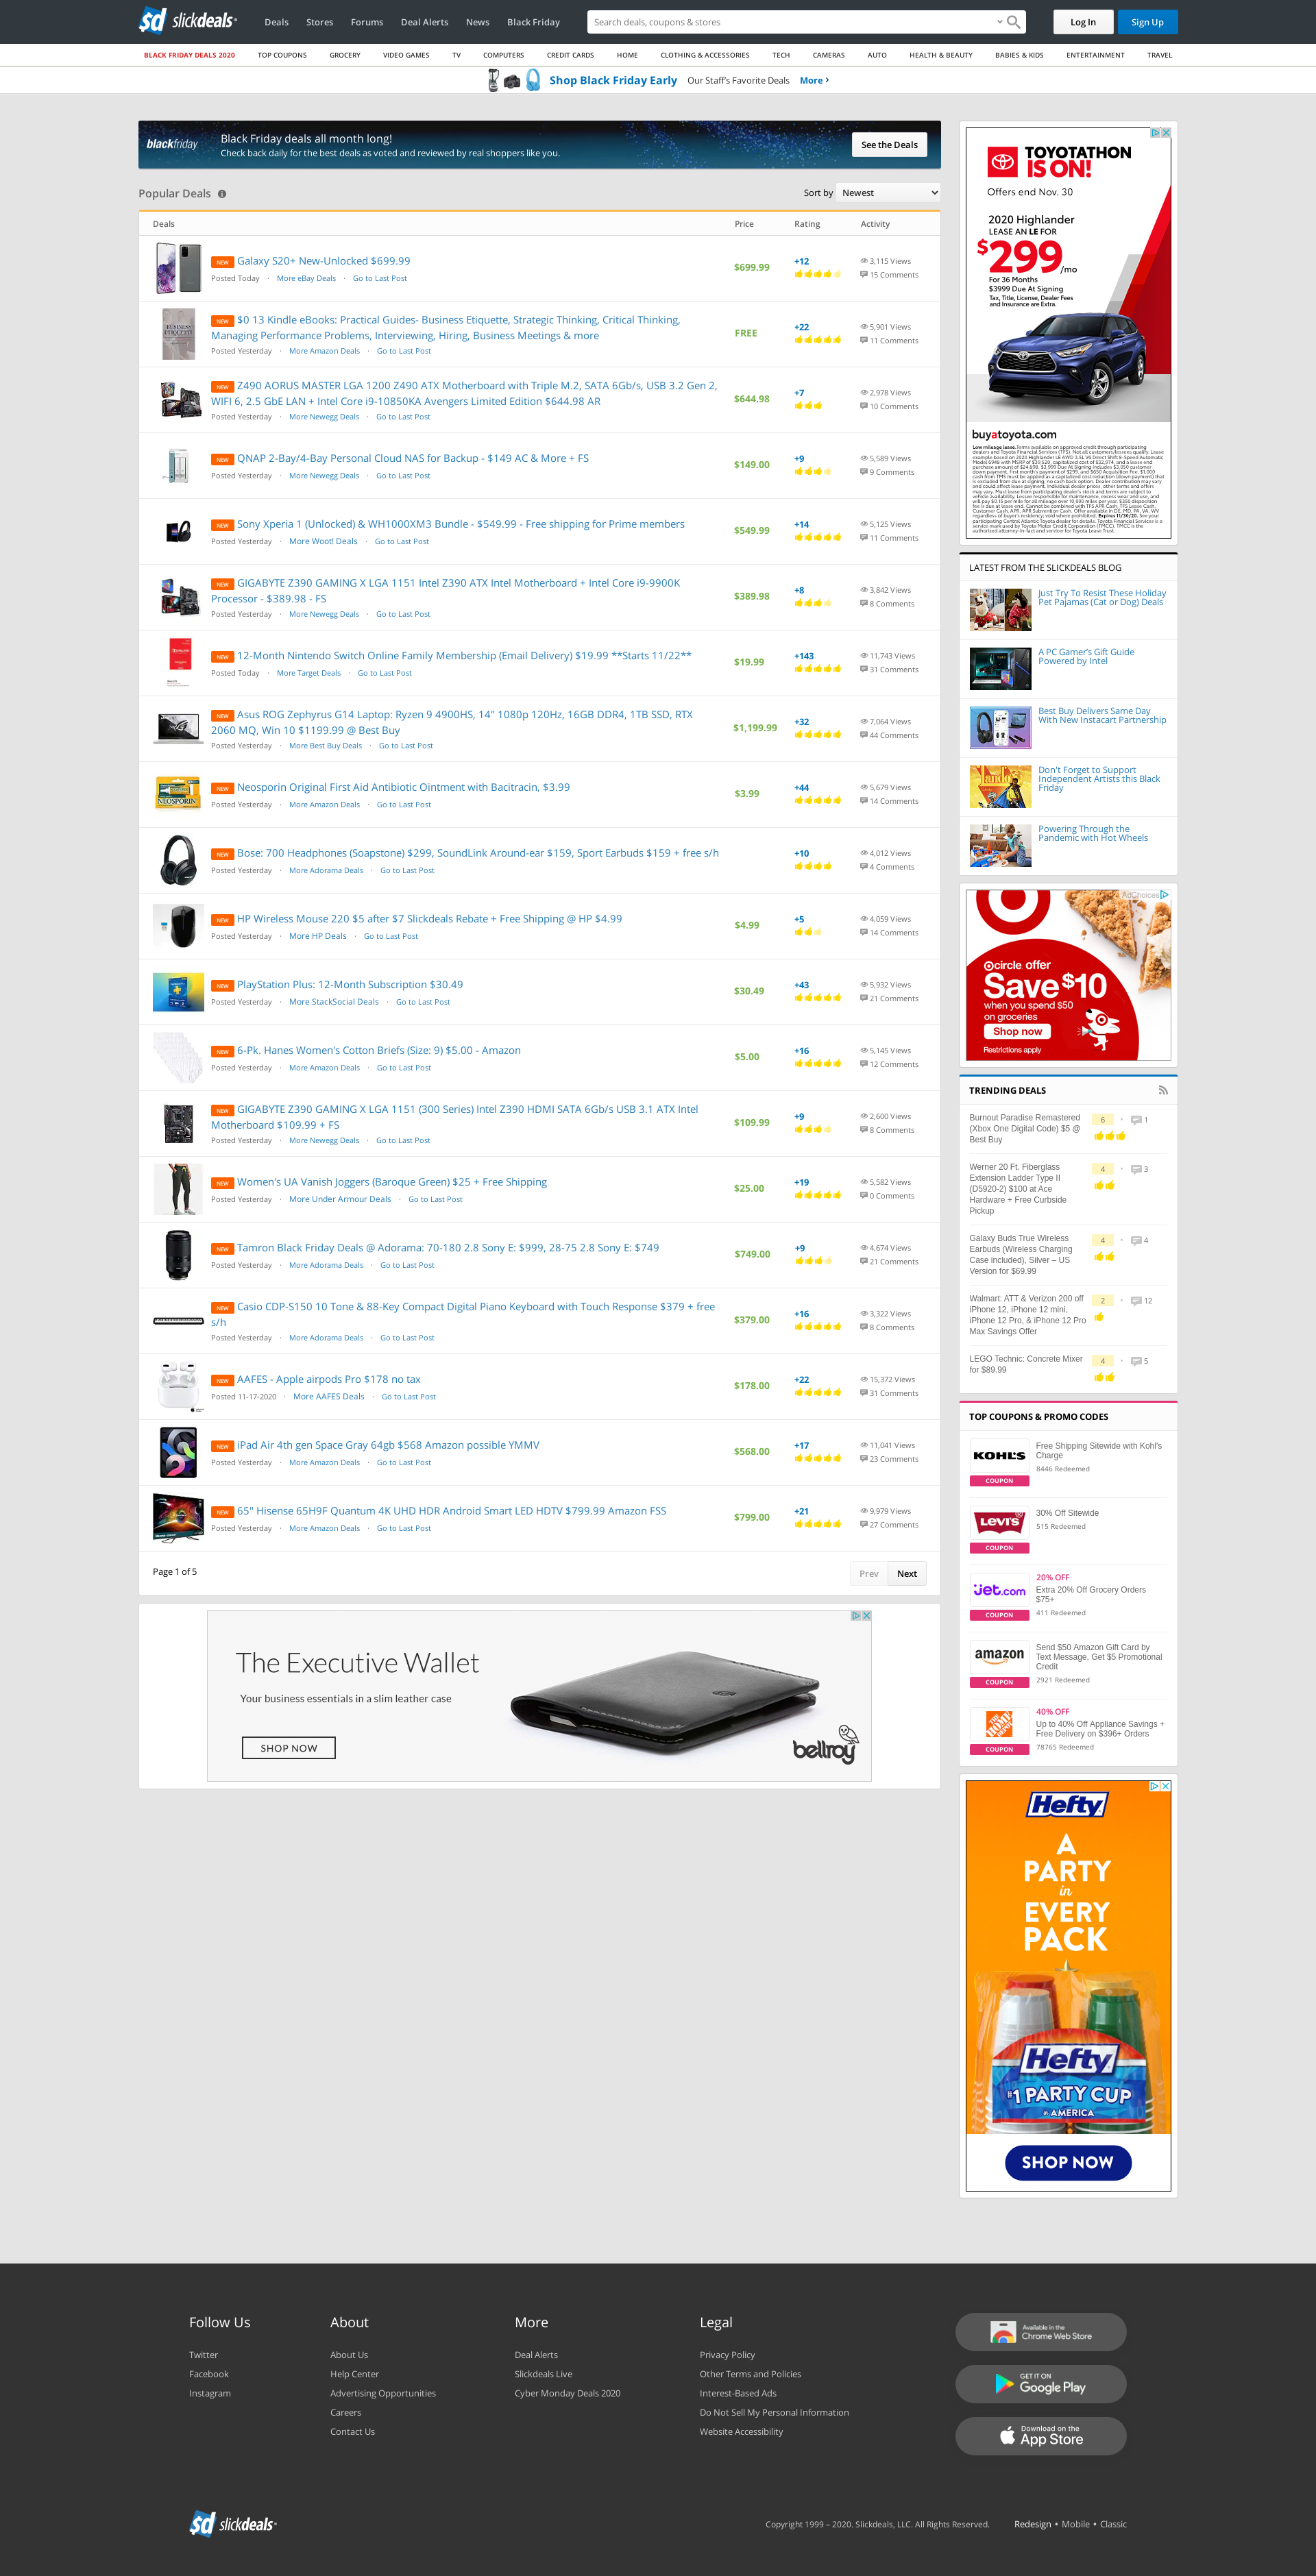 slickdeals
Deals
Stores
Forums
Deal Alerts
News
Black Friday
Search deals, coupons & stores
Log In
Sign Up
BLACK FRIDAY DEALS 2020
TOP COUPONS
GROCERY
VIDEO GAMES
TV
COMPUTERS
CREDIT CARDS
HOME
CLOTHING & ACCESSORIES
TECH
CAMERAS
AUTO
HEALTH & BEAUTY
BABIES & KIDS
ENTERTAINMENT
TRAVEL
Shop Black Friday Early Our Staff's Favorite Deals More ›
blackfriday
Black Friday deals all month long!
Check back daily for the best deals as voted and reviewed by real shoppers like you.
See the Deals
Popular Deals
Sort by Newest
Deals Price Rating Activity
NEW Galaxy S20+ New-Unlocked $699.99
Posted Today · More eBay Deals · Go to Last Post
$699.99
+12
3,115 Views
15 Comments
NEW $0 13 Kindle eBooks: Practical Guides- Business Etiquette, Strategic Thinking, Critical Thinking,
Managing Performance Problems, Interviewing, Hiring, Business Meetings & more
Posted Yesterday · More Amazon Deals · Go to Last Post
FREE
+22
5,901 Views
11 Comments
NEW Z490 AORUS MASTER LGA 1200 Z490 ATX Motherboard with Triple M.2, SATA 6Gb/s, USB 3.2 Gen 2,
WIFI 6, 2.5 GbE LAN + Intel Core i9-10850KA Avengers Limited Edition $644.98 AR
Posted Yesterday · More Newegg Deals · Go to Last Post
$644.98
+7
2,978 Views
10 Comments
NEW QNAP 2-Bay/4-Bay Personal Cloud NAS for Backup - $149 AC & More + FS
Posted Yesterday · More Newegg Deals · Go to Last Post
$149.00
+9
5,589 Views
9 Comments
NEW Sony Xperia 1 (Unlocked) & WH1000XM3 Bundle - $549.99 - Free shipping for Prime members
Posted Yesterday · More Woot! Deals · Go to Last Post
$549.99
+14
5,125 Views
11 Comments
NEW GIGABYTE Z390 GAMING X LGA 1151 Intel Z390 ATX Intel Motherboard + Intel Core i9-9900K
Processor - $389.98 - FS
Posted Yesterday · More Newegg Deals · Go to Last Post
$389.98
+8
3,842 Views
8 Comments
NEW 12-Month Nintendo Switch Online Family Membership (Email Delivery) $19.99 **Starts 11/22**
Posted Today · More Target Deals · Go to Last Post
$19.99
+143
11,743 Views
31 Comments
NEW Asus ROG Zephyrus G14 Laptop: Ryzen 9 4900HS, 14" 1080p 120Hz, 16GB DDR4, 1TB SSD, RTX
2060 MQ, Win 10 $1199.99 @ Best Buy
Posted Yesterday · More Best Buy Deals · Go to Last Post
$1,199.99
+32
7,064 Views
44 Comments
NEOSPORIN
NEW Neosporin Original First Aid Antibiotic Ointment with Bacitracin, $3.99
Posted Yesterday · More Amazon Deals · Go to Last Post
$3.99
+44
5,679 Views
14 Comments
NEW Bose: 700 Headphones (Soapstone) $299, SoundLink Around-ear $159, Sport Earbuds $159 + free s/h
Posted Yesterday · More Adorama Deals · Go to Last Post
+10
4,012 Views
4 Comments
NEW HP Wireless Mouse 220 $5 after $7 Slickdeals Rebate + Free Shipping @ HP $4.99
Posted Yesterday · More HP Deals · Go to Last Post
$4.99
+5
4,059 Views
14 Comments
NEW PlayStation Plus: 12-Month Subscription $30.49
Posted Yesterday · More StackSocial Deals · Go to Last Post
$30.49
+43
5,932 Views
21 Comments
NEW 6-Pk. Hanes Women's Cotton Briefs (Size: 9) $5.00 - Amazon
Posted Yesterday · More Amazon Deals · Go to Last Post
$5.00
+16
5,145 Views
12 Comments
NEW GIGABYTE Z390 GAMING X LGA 1151 (300 Series) Intel Z390 HDMI SATA 6Gb/s USB 3.1 ATX Intel
Motherboard $109.99 + FS
Posted Yesterday · More Newegg Deals · Go to Last Post
$109.99
+9
2,600 Views
8 Comments
NEW Women's UA Vanish Joggers (Baroque Green) $25 + Free Shipping
Posted Yesterday · More Under Armour Deals · Go to Last Post
$25.00
+19
5,582 Views
0 Comments
NEW Tamron Black Friday Deals @ Adorama: 70-180 2.8 Sony E: $999, 28-75 2.8 Sony E: $749
Posted Yesterday · More Adorama Deals · Go to Last Post
$749.00
+9
4,674 Views
21 Comments
NEW Casio CDP-S150 10 Tone & 88-Key Compact Digital Piano Keyboard with Touch Response $379 + free
s/h
Posted Yesterday · More Adorama Deals · Go to Last Post
$379.00
+16
3,322 Views
8 Comments
NEW AAFES - Apple airpods Pro $178 no tax
Posted 11-17-2020 · More AAFES Deals · Go to Last Post
$178.00
+22
15,372 Views
31 Comments
NEW iPad Air 4th gen Space Gray 64gb $568 Amazon possible YMMV
Posted Yesterday · More Amazon Deals · Go to Last Post
$568.00
+17
11,041 Views
23 Comments
NEW 65" Hisense 65H9F Quantum 4K UHD HDR Android Smart LED HDTV $799.99 Amazon FSS
Posted Yesterday · More Amazon Deals · Go to Last Post
$799.00
+21
9,979 Views
27 Comments
Page 1 of 5
Prev
Next
The Executive Wallet
Your business essentials in a slim leather case
SHOP NOW
bellroy
TOYOTATHON
IS ON!
Offers end Nov. 30
2020 Highlander
LEASE AN LE FOR
$299/mo
For 36 Months
$3999 Due At Signing
Tax, Title, License, Dealer Fees
and Insurance are Extra.
buyatoyota.com
LATEST FROM THE SLICKDEALS BLOG
Just Try To Resist These Holiday
Pet Pajamas (Cat or Dog) Deals
A PC Gamer's Gift Guide
Powered by Intel
Best Buy Delivers Same Day
With New Instacart Partnership
Don't Forget to Support
Independent Artists this Black
Friday
Powering Through the
Pandemic with Hot Wheels
AdChoices
circle offer
Save $10
when you spend $50
on groceries
Shop now
Restrictions apply
TRENDING DEALS
Burnout Paradise Remastered
(Xbox One Digital Code) $5 @
Best Buy
6 · 1
Werner 20 Ft. Fiberglass
Extension Ladder Type II
(D5920-2) $100 at Ace
Hardware + Free Curbside
Pickup
4 · 3
Galaxy Buds True Wireless
Earbuds (Wireless Charging
Case included), Silver – US
Version for $69.99
4 · 4
Walmart: ATT & Verizon 200 off
iPhone 12, iPhone 12 mini,
iPhone 12 Pro, & iPhone 12 Pro
Max Savings Offer
2 · 12
LEGO Technic: Concrete Mixer
for $89.99
4 · 5
TOP COUPONS & PROMO CODES
KOHL'S
COUPON
Free Shipping Sitewide with Kohl's
Charge
8446 Redeemed
LEVI'S
COUPON
30% Off Sitewide
515 Redeemed
jet.com
COUPON
20% OFF
Extra 20% Off Grocery Orders
$75+
411 Redeemed
amazon
COUPON
Send $50 Amazon Gift Card by
Text Message, Get $5 Promotional
Credit
2921 Redeemed
THE HOME DEPOT
COUPON
40% OFF
Up to 40% Off Appliance Savings +
Free Delivery on $396+ Orders
78765 Redeemed
Hefty
A
PARTY
in
EVERY
PACK
Hefty
#1 PARTY CUP
in AMERICA
SHOP NOW
Follow Us
Twitter
Facebook
Instagram
About
About Us
Help Center
Advertising Opportunities
Careers
Contact Us
More
Deal Alerts
Slickdeals Live
Cyber Monday Deals 2020
Legal
Privacy Policy
Other Terms and Policies
Interest-Based Ads
Do Not Sell My Personal Information
Website Accessibility
Available in the
Chrome Web Store
GET IT ON
Google Play
Download on the
App Store
slickdeals
Copyright 1999 – 2020. Slickdeals, LLC. All Rights Reserved.
Redesign • Mobile • Classic